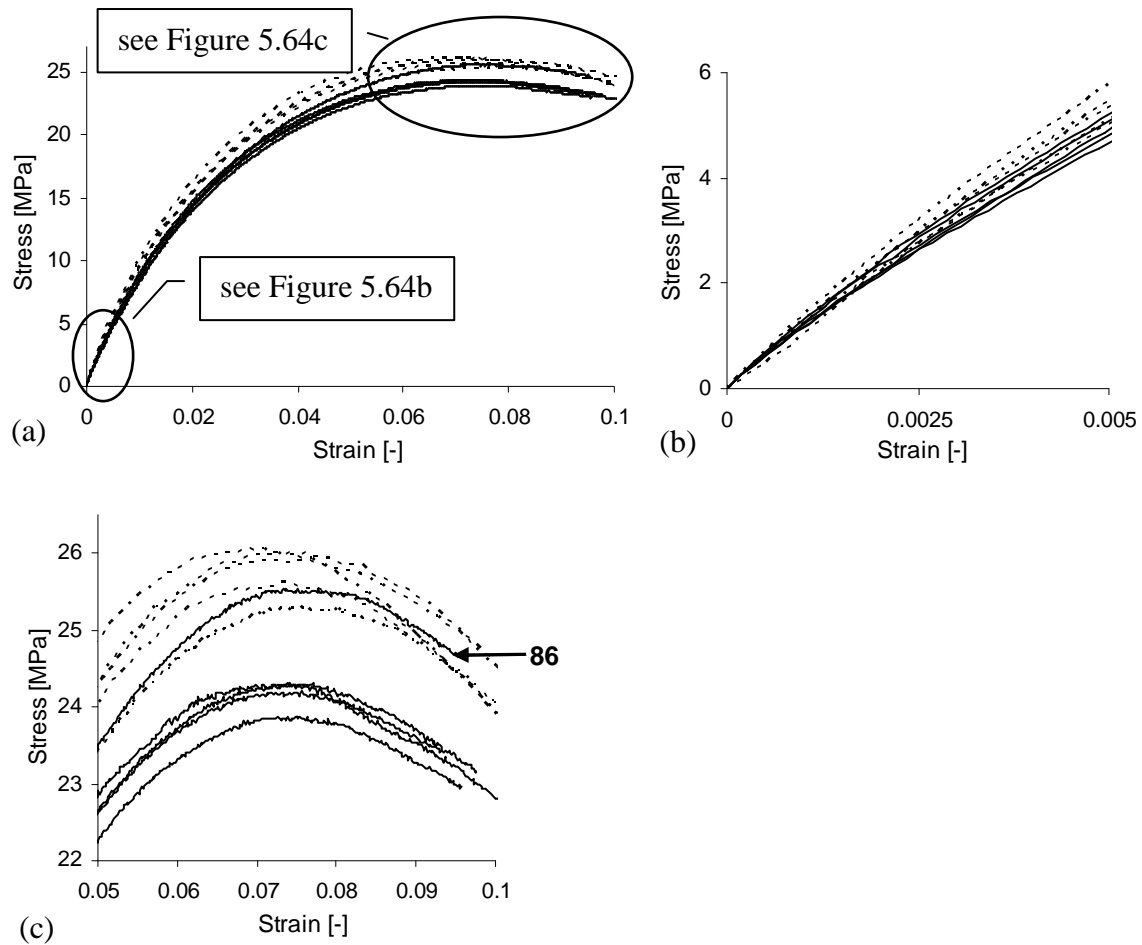 see Figure 5.64c
25
20
15
10
5
0
Stress [MPa]
see Figure 5.64b
0 0.02 0.04 0.06 0.08 0.1
Strain [-]
(a)
6
4
2
0
Stress [MPa]
0 0.0025 0.005
Strain [-]
(b)
26
25
24
23
22
Stress [MPa]
86
0.05 0.06 0.07 0.08 0.09 0.1
Strain [-]
(c)